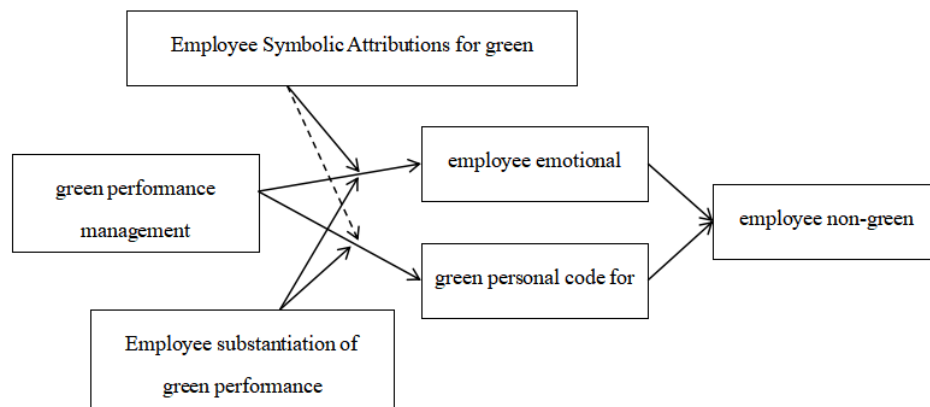 Employee Symbolic Attributions for green
green performance
management
employee emotional
employee non-green
green personal code for
Employee substantiation of
green performance